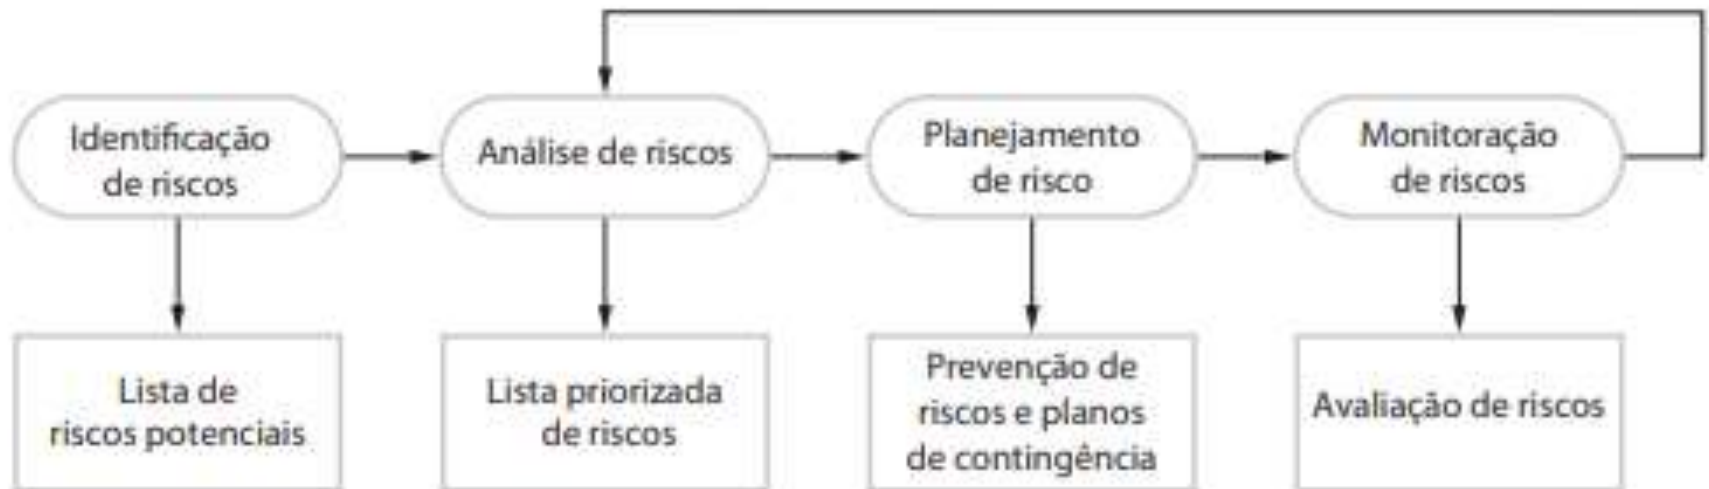 Identificação
de riscos
Análise de riscos
Planejamento
de risco
Monitoração
de riscos
Lista de
riscos potenciais
Lista priorizada
de riscos
Prevenção de
riscos e planos
de contingência
Avaliação de riscos